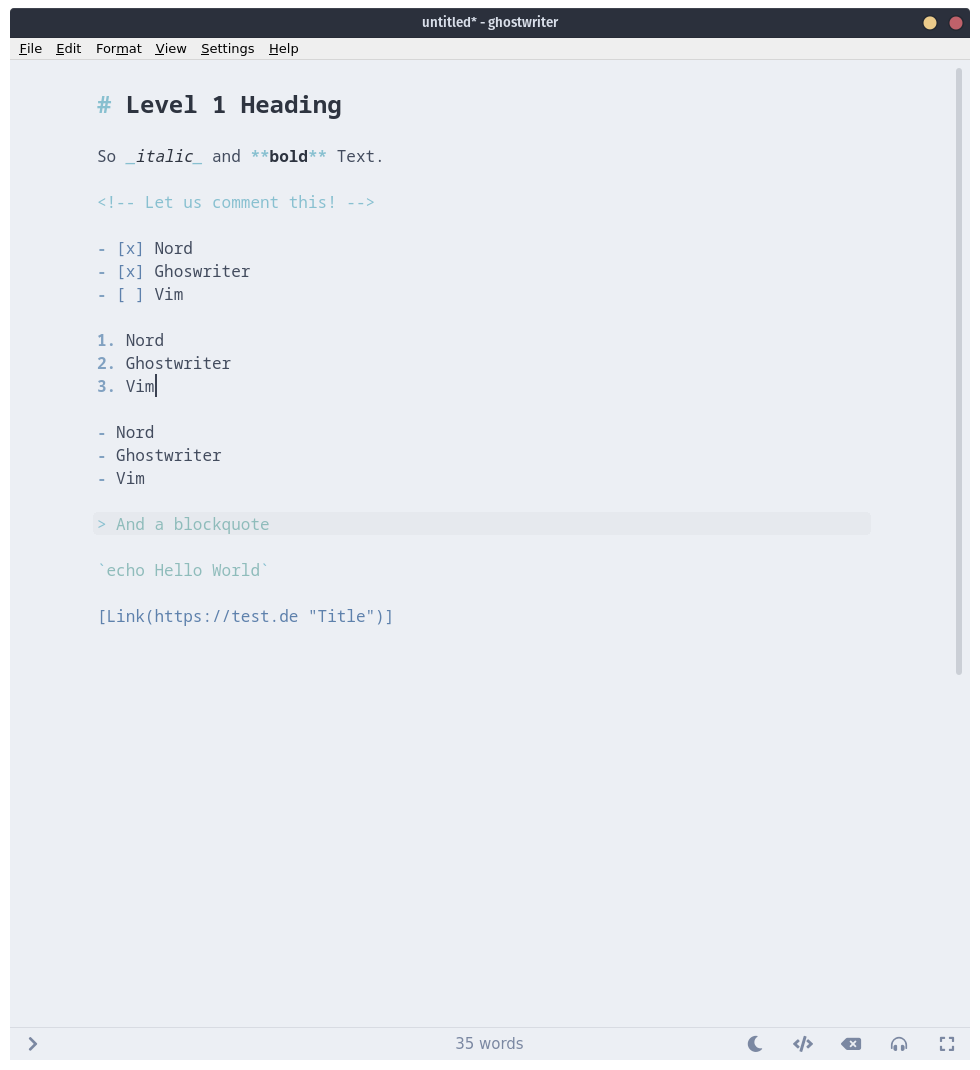 untitled* - ghostwriter
File Edit Format View Settings Help
# Level 1 Heading
So _italic_ and **bold** Text.
<!-- Let us comment this! -->
- [x] Nord
- [x] Ghoswriter
- [ ] Vim
1. Nord
2. Ghostwriter
3. Vim
- Nord
- Ghostwriter
- Vim
> And a blockquote
`echo Hello World`
[Link(https://test.de "Title")]
35 words